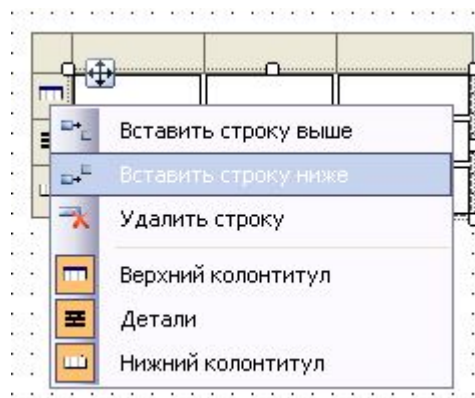 Вставить строку выше
Вставить строку ниже
Удалить строку
Верхний колонтитул
Детали
Нижний колонтитул